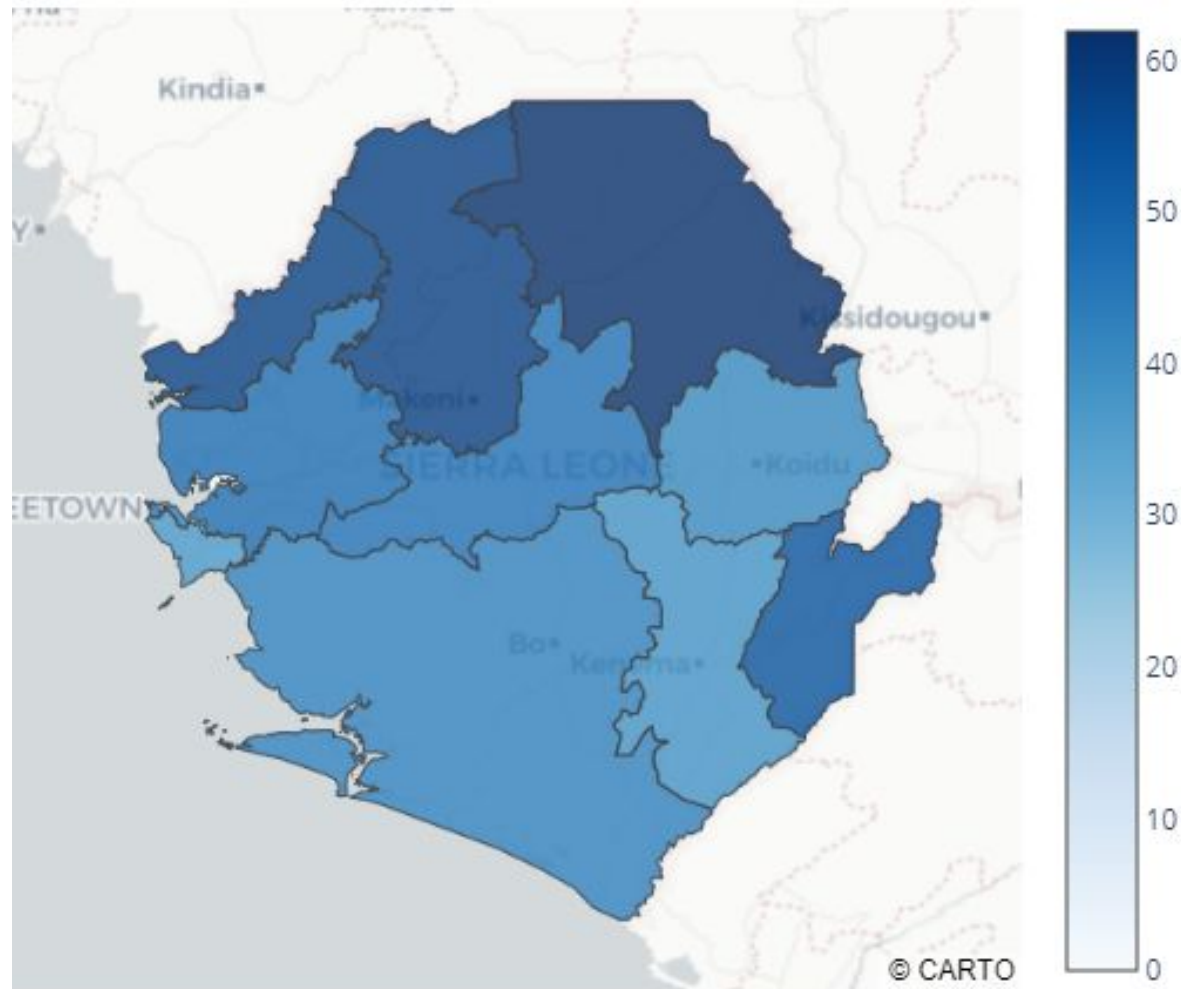 Kindia
Y
Kissidougou
Makeni
SIERRA LEONE
Koidu
EETOWN
Bo
Kenema
© CARTO
60
50
40
30
20
10
0